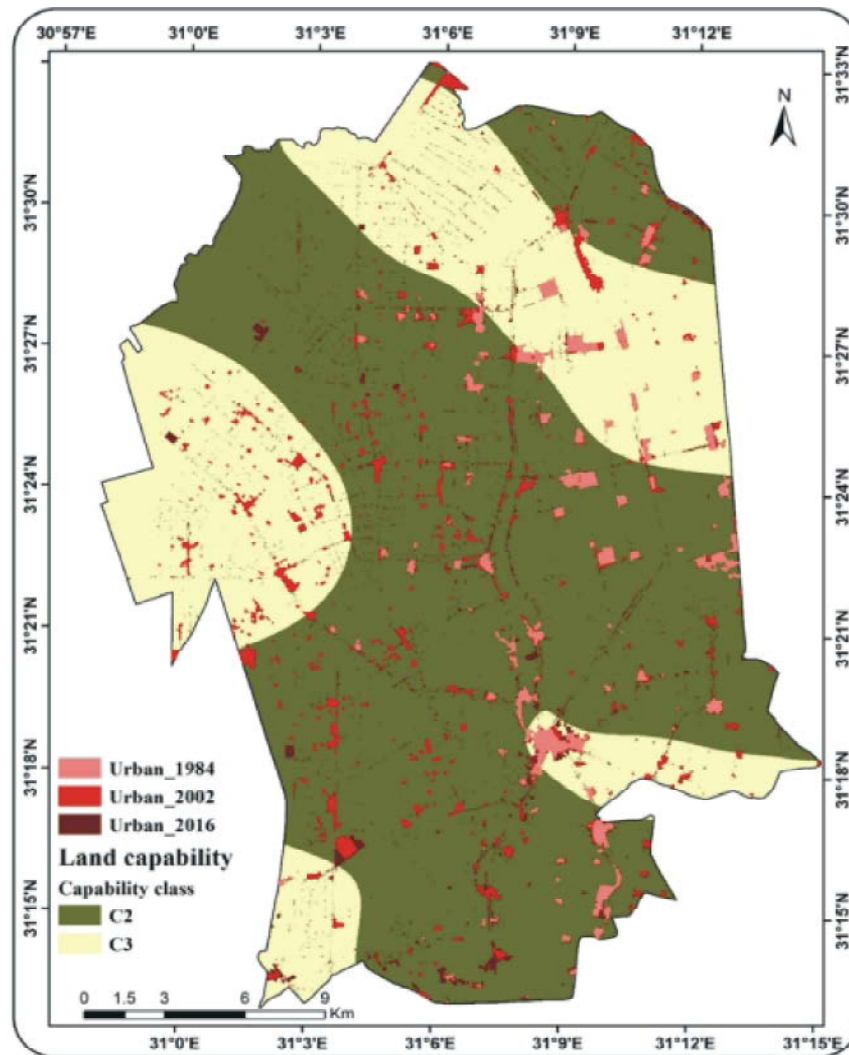 30°57'E 31°0'E 31°3'E 31°6'E 31°9'E 31°12'E
31°33'N
N
31°30'N 31°30'N
31°27'N 31°27'N
31°24'N 31°24'N
31°21'N 31°21'N
31°18'N 31°18'N
31°15'N 31°15'N
Urban_1984
Urban_2002
Urban_2016
Land capability
Capability class
C2
C3
0 1.5 3 6 9
Km
31°0'E 31°3'E 31°6'E 31°9'E 31°12'E 31°15'E